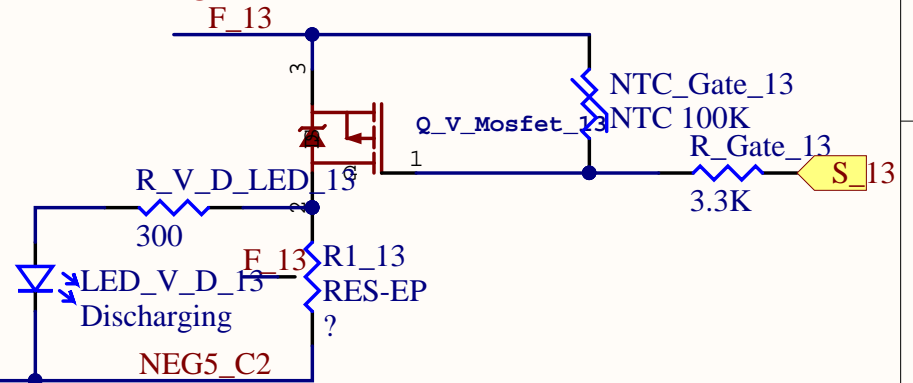 F_13
3
NTC_Gate_13
NTC 100K
Q_V_Mosfet_13
1
R_Gate_13
S_13
3.3K
G
R_V_D_LED_13
2
300
F_13
R1_13
RES-EP
?
LED_V_D_13
Discharging
NEG5_C2